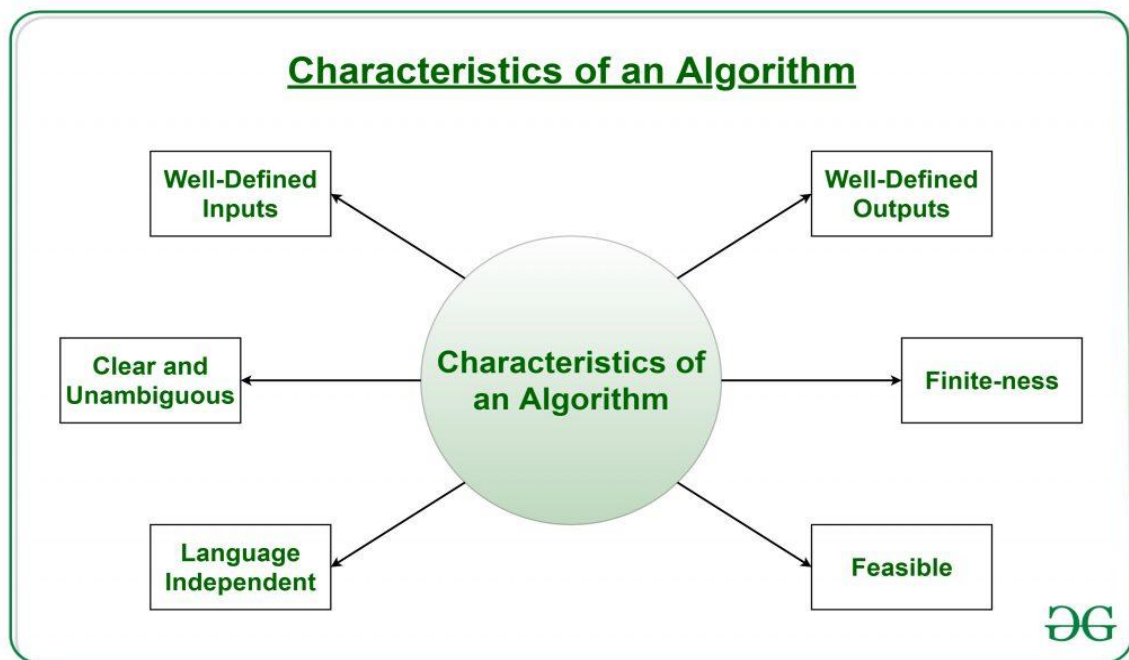 Characteristics of an Algorithm
Well-Defined
Inputs
Well-Defined
Outputs
Clear and
Unambiguous
Characteristics of
an Algorithm
Finite-ness
Language
Independent
Feasible